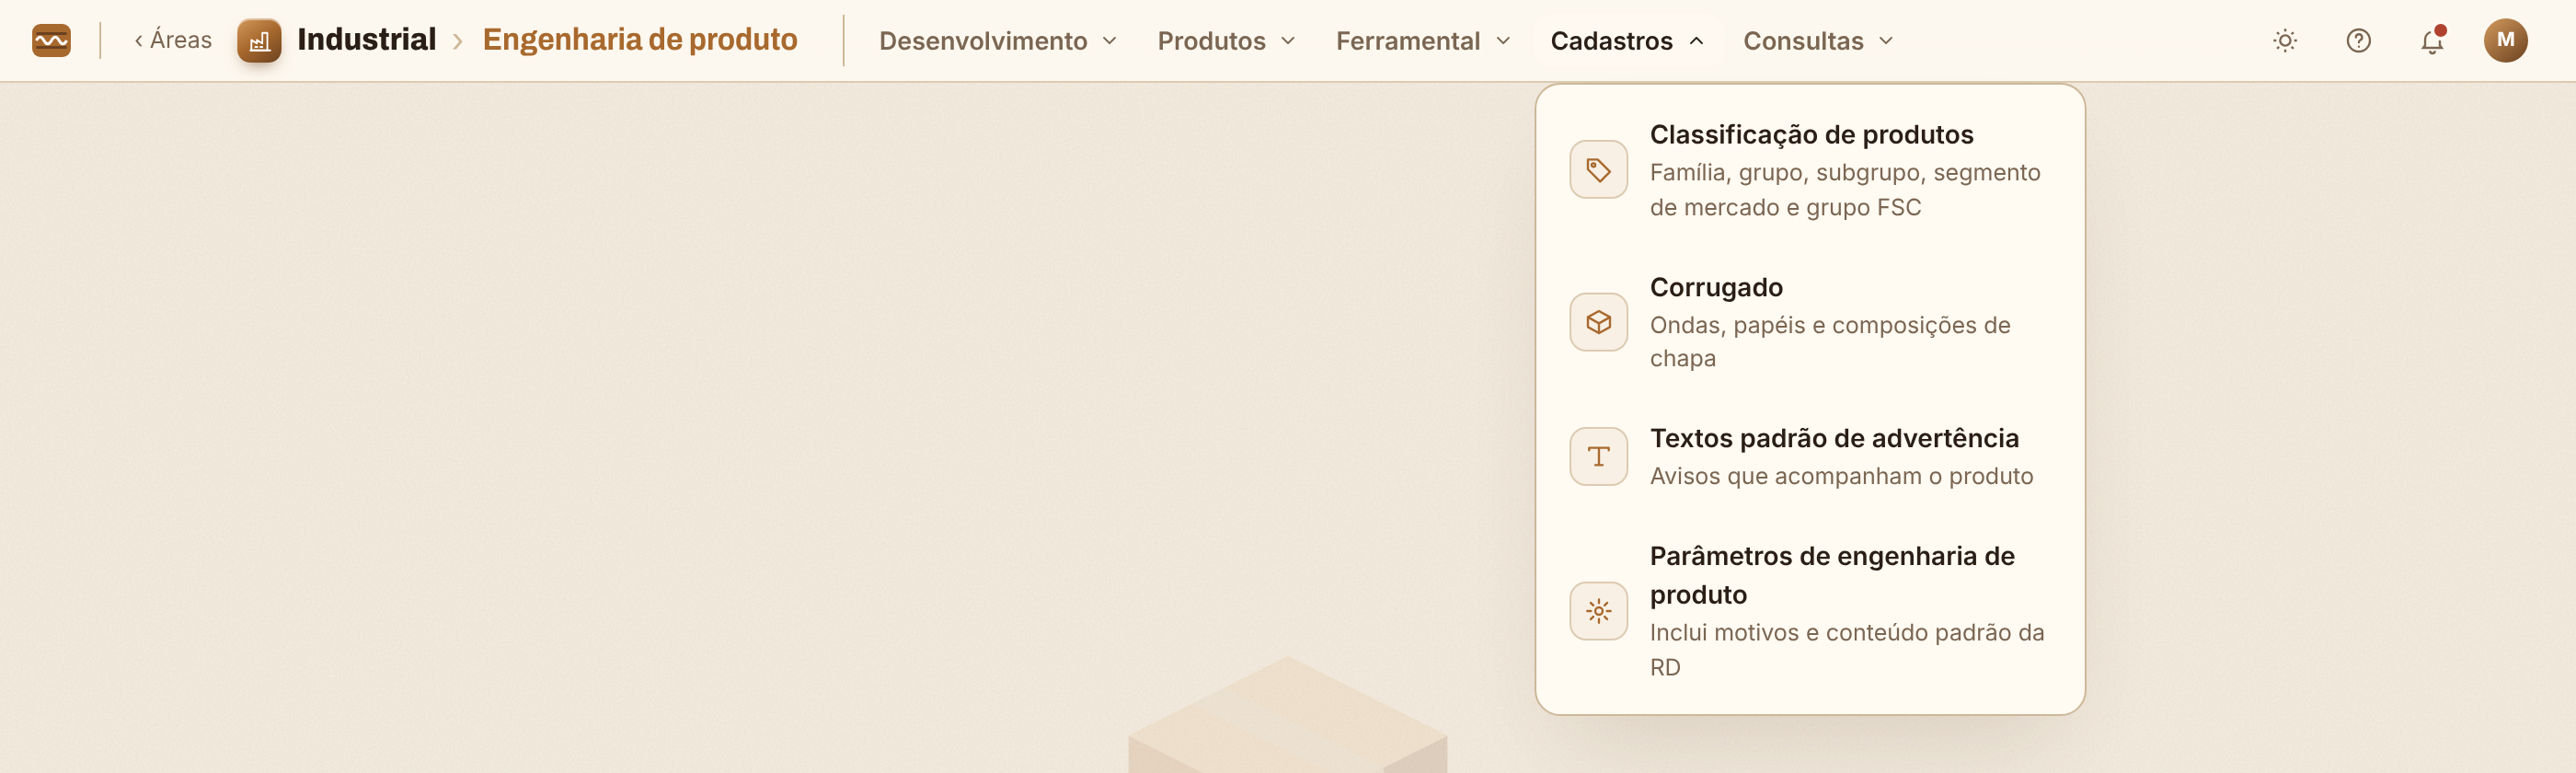 ‹ Áreas
Industrial › Engenharia de produto
Desenvolvimento
Produtos
Ferramental
Cadastros
Consultas
M
Classificação de produtos
Família, grupo, subgrupo, segmento
de mercado e grupo FSC
Corrugado
Ondas, papéis e composições de
chapa
Textos padrão de advertência
Avisos que acompanham o produto
Parâmetros de engenharia de
produto
Inclui motivos e conteúdo padrão da
RD